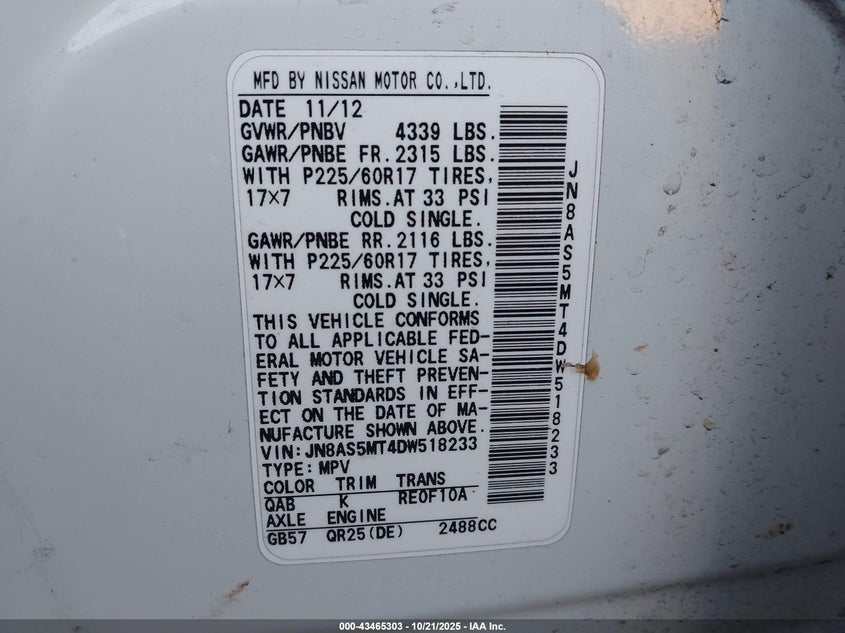 MFD BY NISSAN MOTOR CO.,LTD.
DATE 11/12
GVWR/PNBV 4339 LBS.
GAWR/PNBE FR. 2315 LBS.
WITH P225/60R17 TIRES,
17×7 RIMS. AT 33 PSI
COLD SINGLE.
GAWR/PNBE RR. 2116 LBS.
WITH P225/60R17 TIRES,
17×7 RIMS. AT 33 PSI
COLD SINGLE.
THIS VEHICLE CONFORMS
TO ALL APPLICABLE FED-
ERAL MOTOR VEHICLE SA-
FETY AND THEFT PREVEN-
TION STANDARDS IN EFF-
ECT ON THE DATE OF MA-
NUFACTURE SHOWN ABOVE.
VIN: JN8AS5MT4DW518233
TYPE: MPV
COLOR TRIM TRANS
QAB K RE0F10A
AXLE ENGINE
GB57 QR25(DE) 2488CC
JN8AS5MT4DW518233
000-43465303 | 10/21/2025 - IAA Inc.